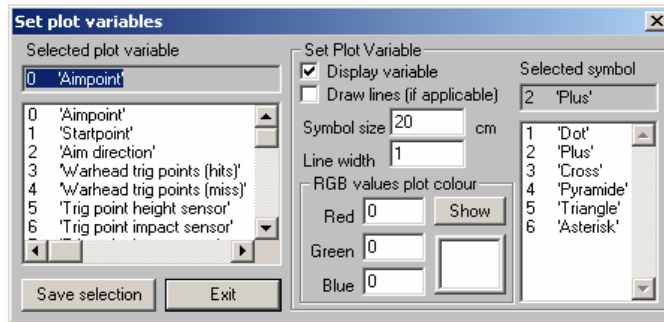 Set plot variables
Selected plot variable
0 'Aimpoint'
0 'Aimpoint'
1 'Startpoint'
2 'Aim direction'
3 'Warhead trig points (hits)'
4 'Warhead trig points (miss)'
5 'Trig point height sensor'
6 'Trig point impact sensor'
Save selection
Exit
Set Plot Variable
Display variable
Draw lines (if applicable)
Symbol size 20 cm
Line width 1
RGB values plot colour
Red 0
Show
Green 0
Blue 0
Selected symbol
2 'Plus'
1 'Dot'
2 'Plus'
3 'Cross'
4 'Pyramide'
5 'Triangle'
6 'Asterisk'